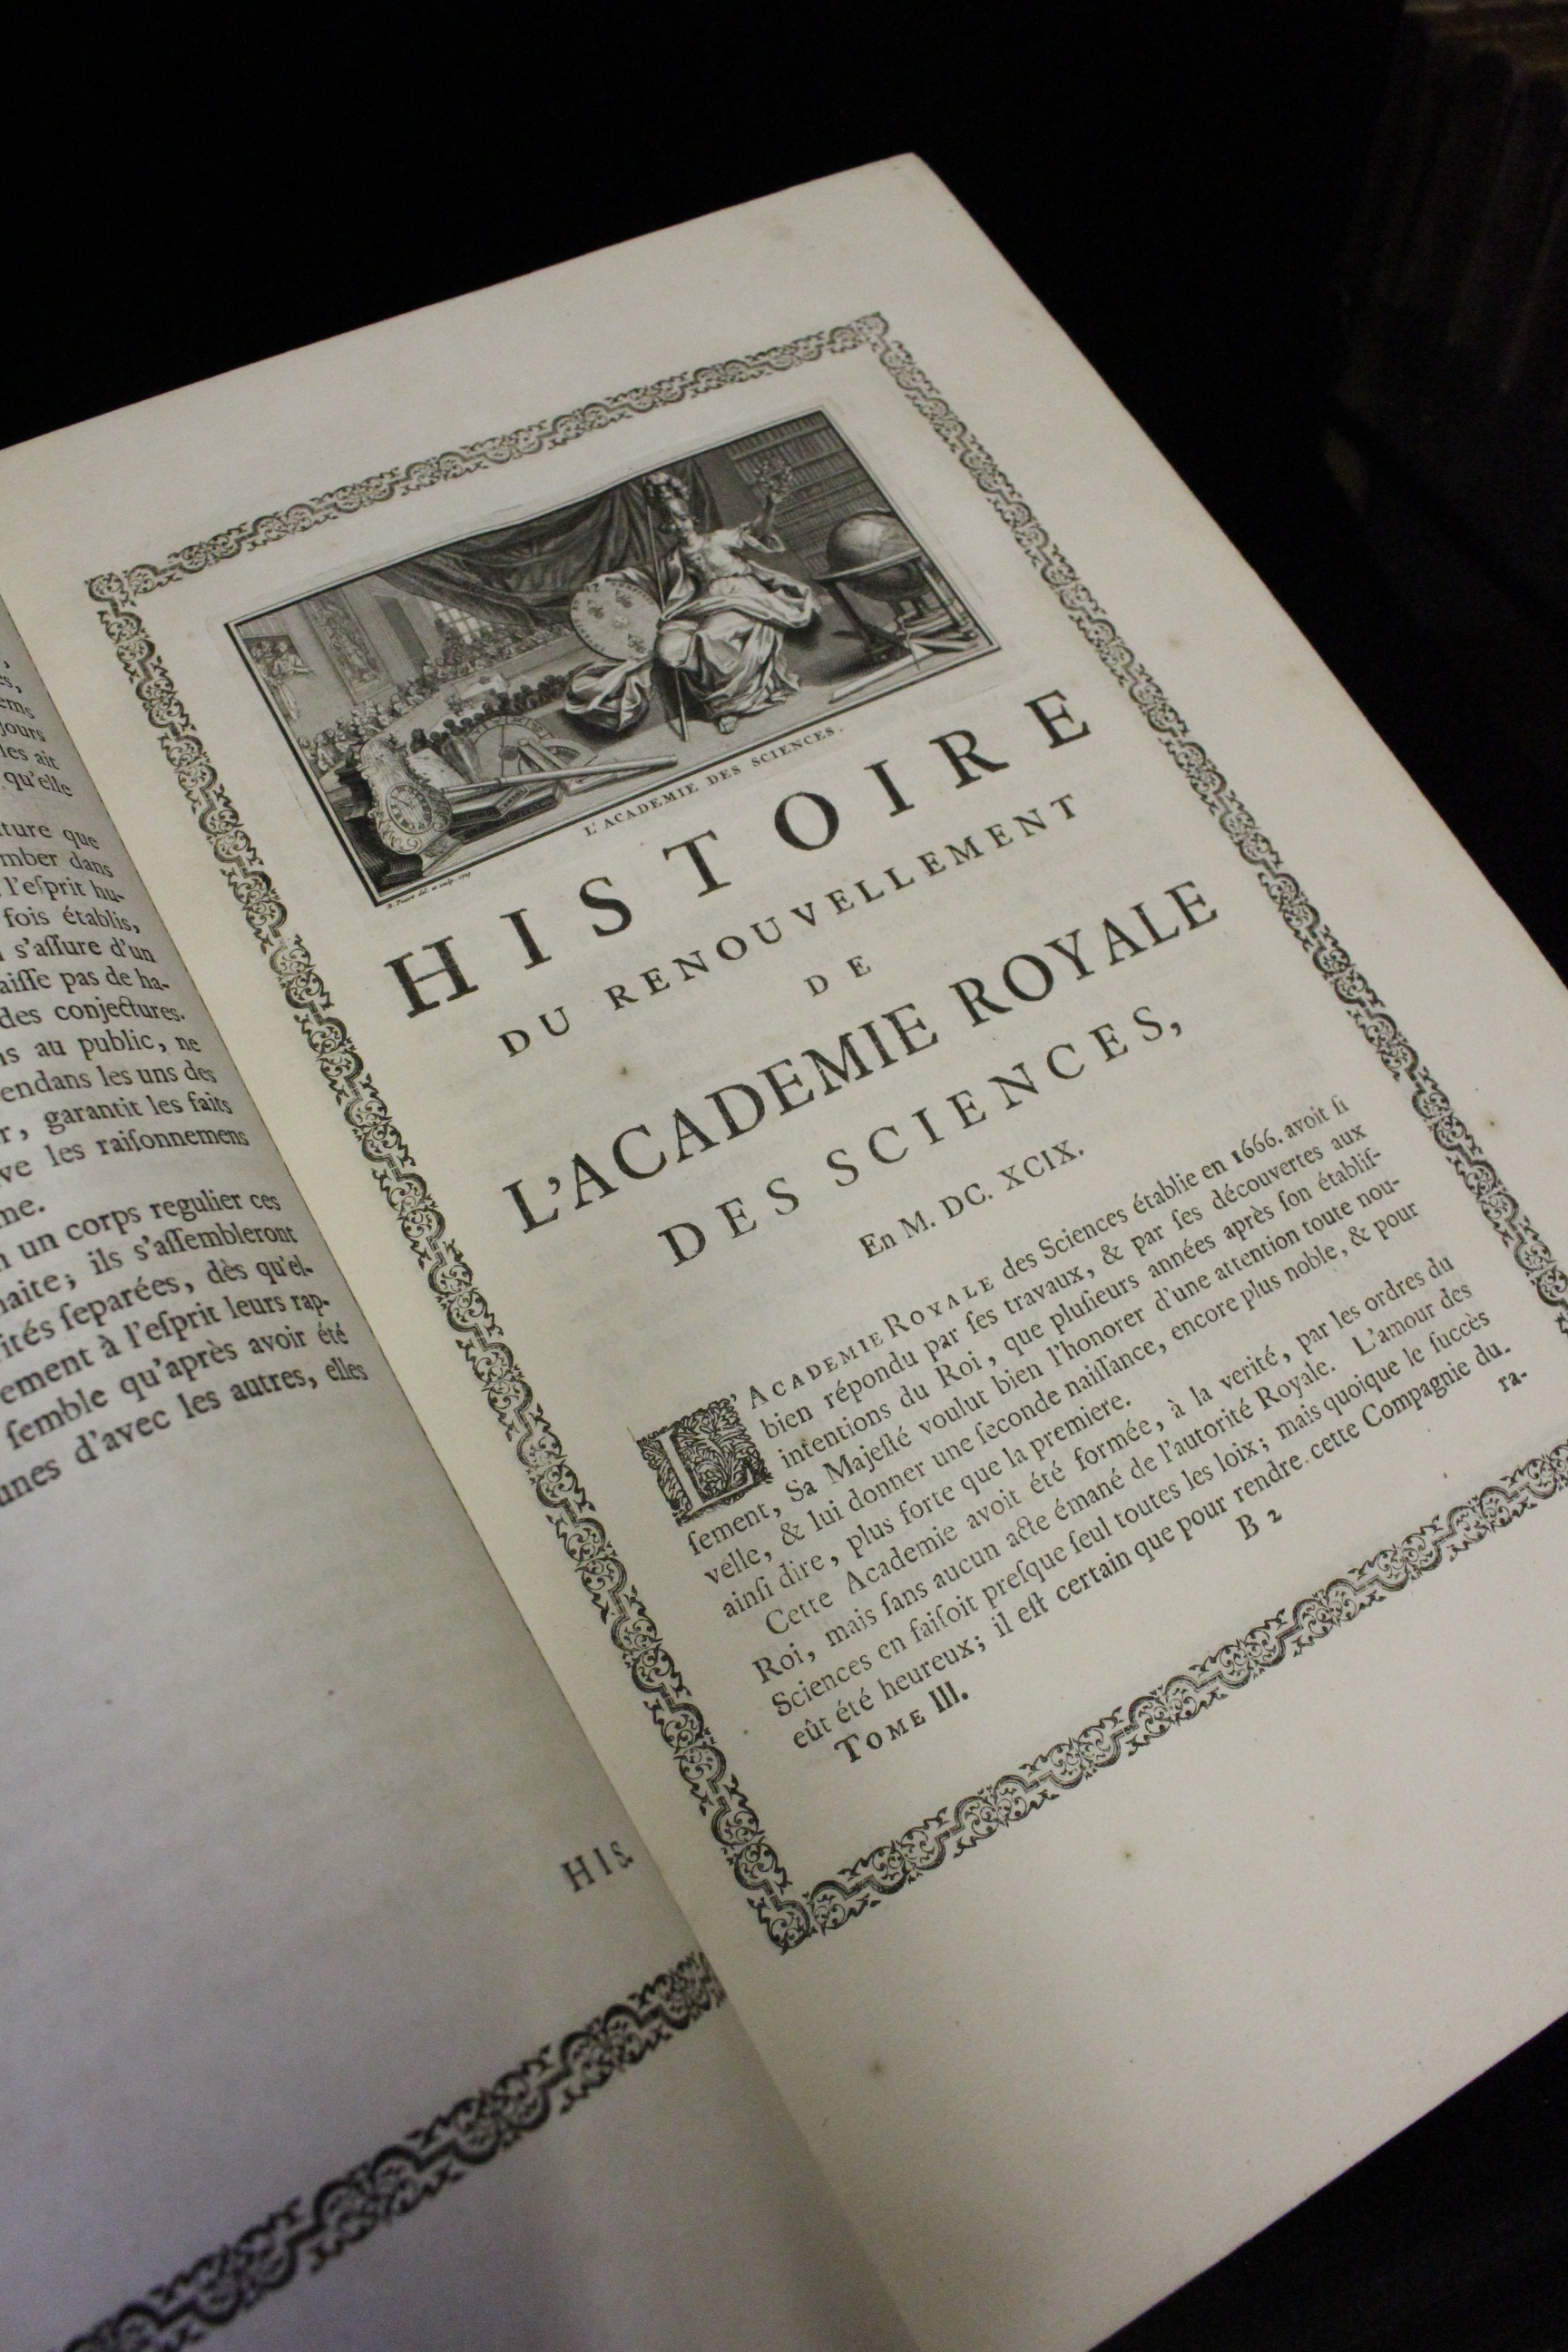 es,
ems
jours
les ait
qu'elle
ture que
mber dans
l'eſprit hu-
fois établis,
s'aſſure d'un
aiſſe pas de ha-
des conjectures.
ns au public, ne
endans les uns des
r, garantit les faits
ve les raiſonnemens
me.
n un corps regulier ces
haite; ils s'aſſembleront
rités ſeparées, dès qu'el-
ement à l'eſprit leurs rap-
ſemble qu'après avoir été
unes d'avec les autres, elles
HIS
L'ACADEMIE DES SCIENCES.
HISTOIRE
DU RENOUVELLEMENT
DE
L'ACADEMIE ROYALE
DES SCIENCES,
En M. DC. XCIX.
L'ACADEMIE ROYALE des Sciences établie en 1666. avoit ſi
bien répondu par ſes travaux, & par ſes découvertes aux
intentions du Roi, que pluſieurs années après ſon établiſ-
ſement, Sa Majeſté voulut bien l'honorer d'une attention toute nou-
velle, & lui donner une ſeconde naiſſance, encore plus noble, & pour
ainſi dire, plus forte que la premiere.
Cette Academie avoit été formée, à la verité, par les ordres du
Roi, mais ſans aucun acte émané de l'autorité Royale. L'amour des
Sciences en faiſoit preſque ſeul toutes les loix; mais quoique le ſuccès
eût été heureux; il eſt certain que pour rendre cette Compagnie du-
TOME III.
B 2
ra-